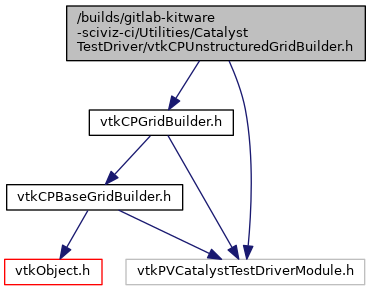 /builds/gitlab-kitware
-sciviz-ci/Utilities/Catalyst
TestDriver/vtkCPUnstructuredGridBuilder.h
vtkCPGridBuilder.h
vtkCPBaseGridBuilder.h
vtkObject.h
vtkPVCatalystTestDriverModule.h